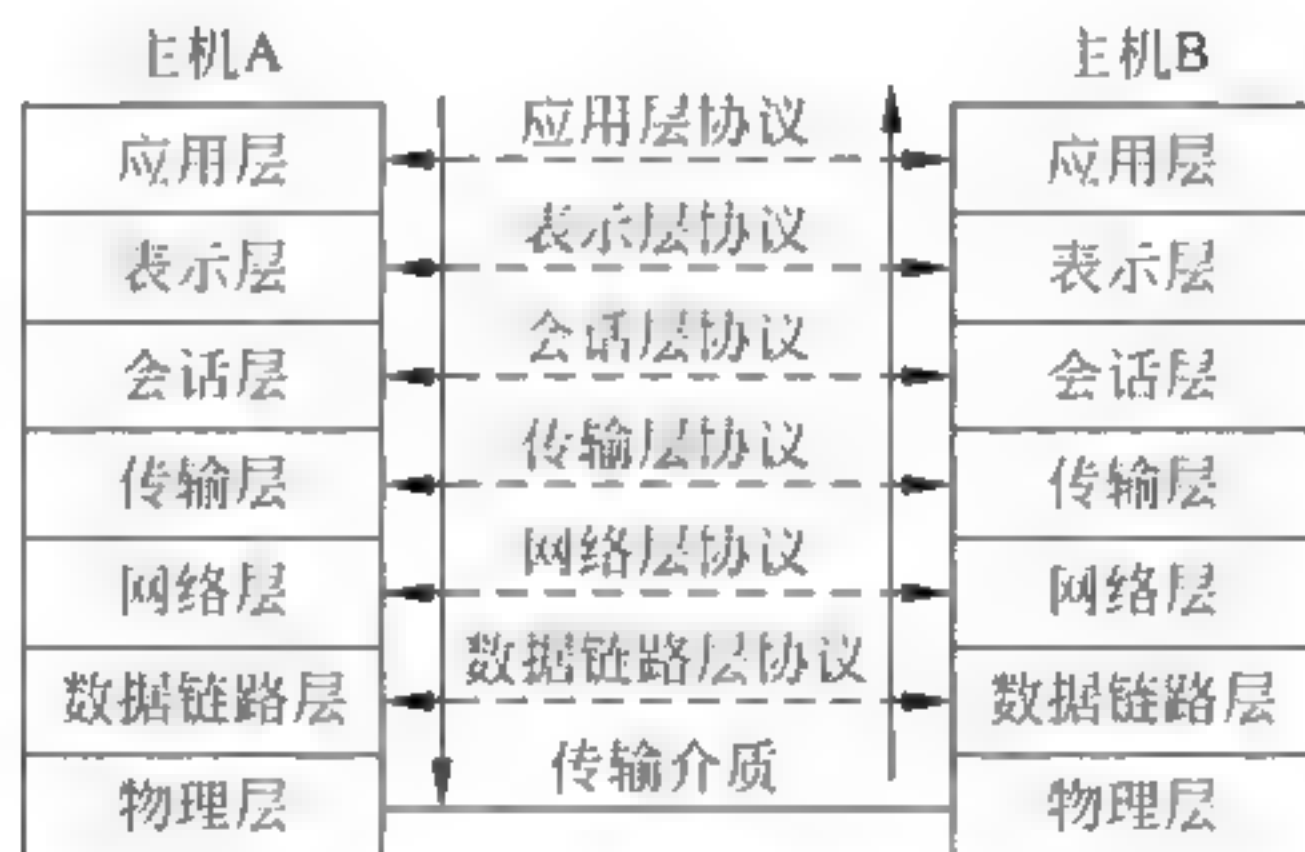 主机A 主机B
应用层 应用层协议 应用层
表示层 表示层协议 表示层
会话层 会话层协议 会话层
传输层 传输层协议 传输层
网络层 网络层协议 网络层
数据链路层 数据链路层协议 数据链路层
物理层 传输介质 物理层